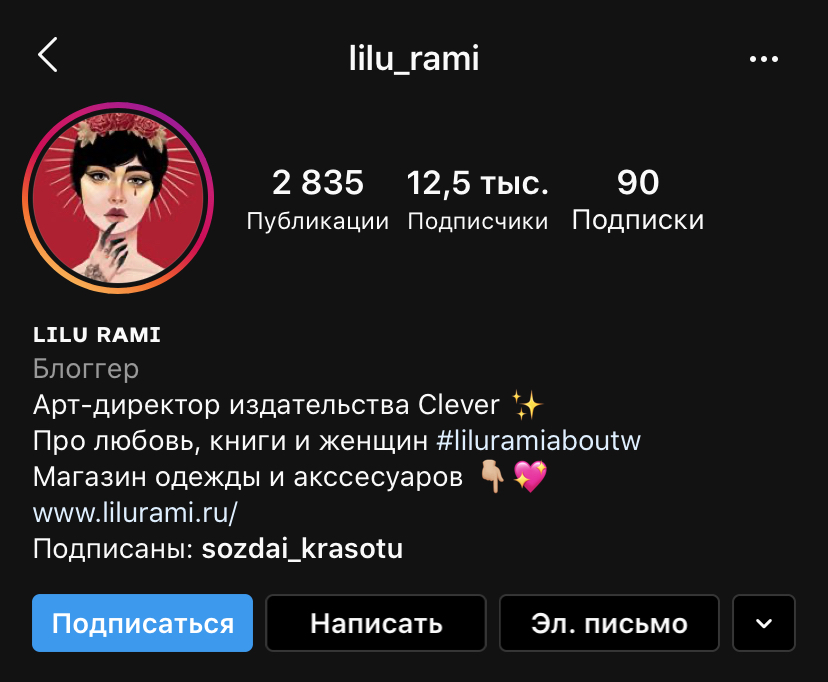 lilu_rami
2 835 12,5 тыс. 90
Публикации Подписчики Подписки
LILU RAMI
Блоггер
Арт-директор издательства Clever ✨
Про любовь, книги и женщин #liluramiaboutw
Магазин одежды и акссесуаров 👇🏼💖
www.lilurami.ru/
Подписаны: sozdai_krasotu
Подписаться Написать Эл. письмо